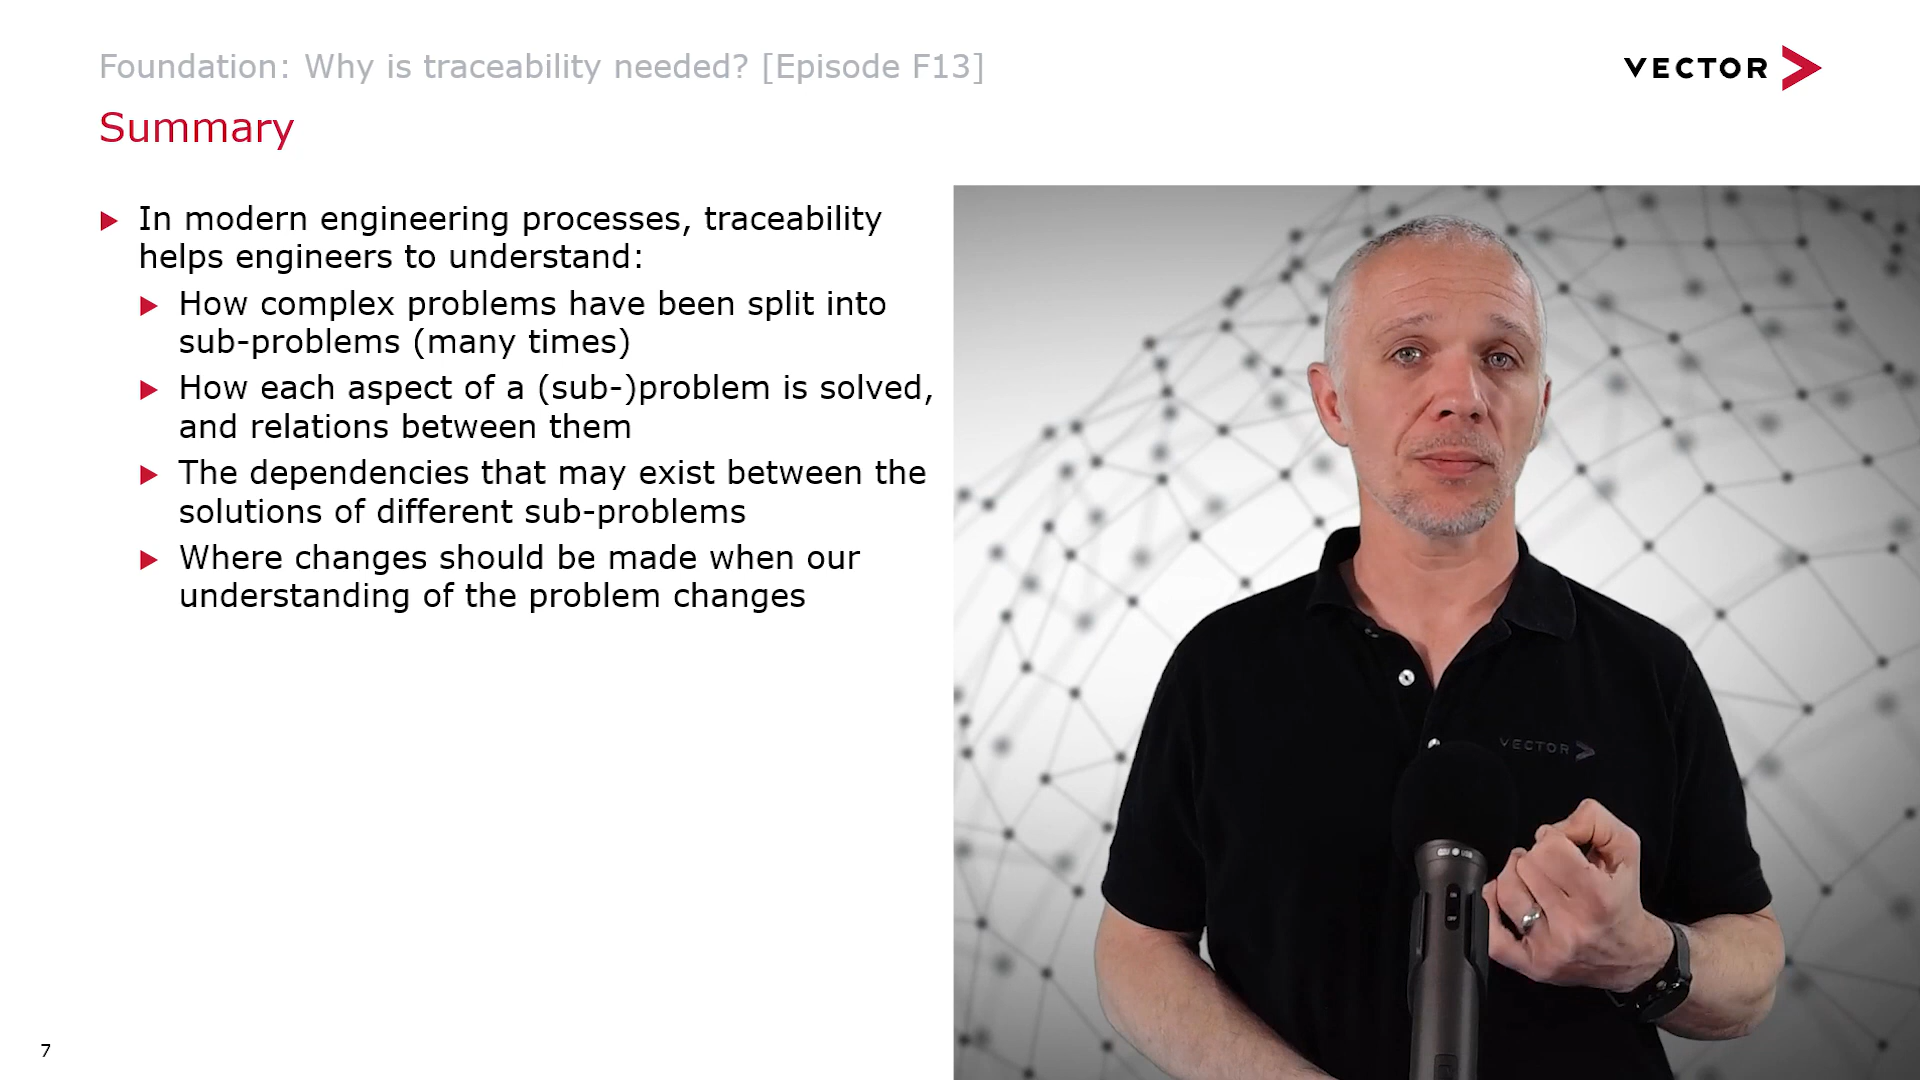 Foundation: Why is traceability needed? [Episode F13]
VECTOR
Summary
In modern engineering processes, traceability
helps engineers to understand:
How complex problems have been split into
sub-problems (many times)
How each aspect of a (sub-)problem is solved,
and relations between them
The dependencies that may exist between the
solutions of different sub-problems
Where changes should be made when our
understanding of the problem changes
VECTOR
7